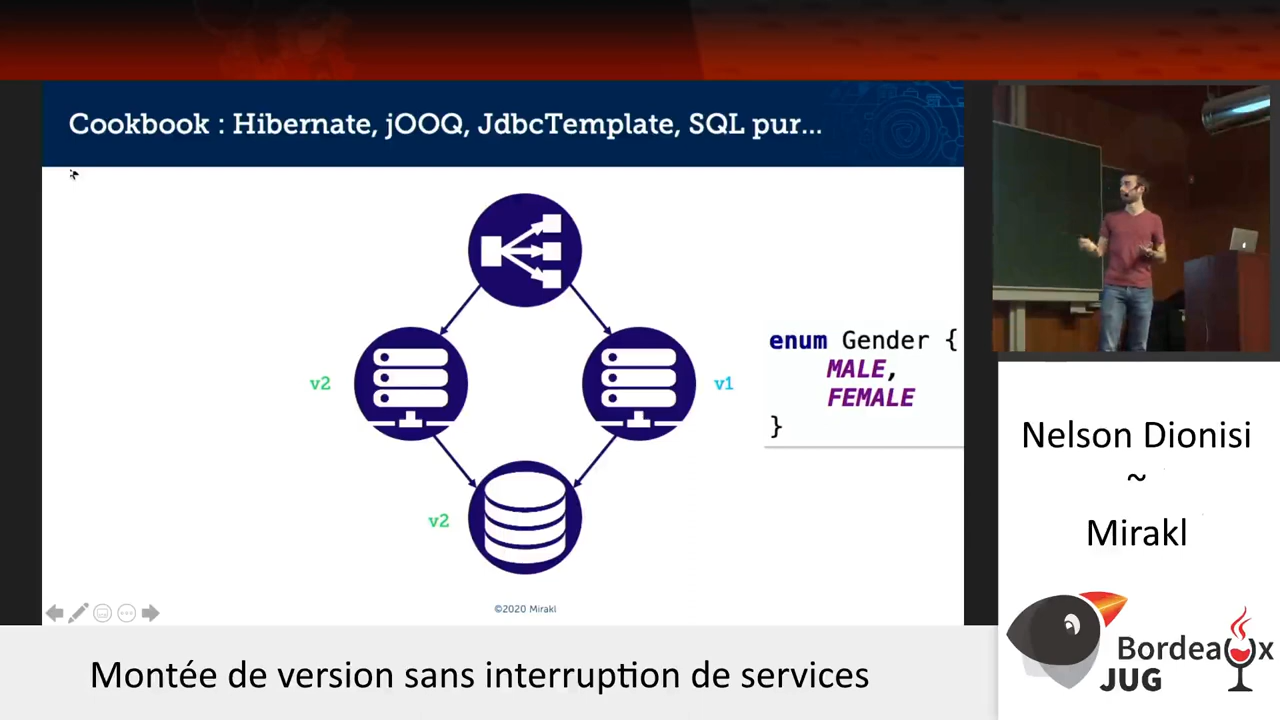 Cookbook : Hibernate, jOOQ, JdbcTemplate, SQL pur...
v2
v1
enum Gender {
MALE,
FEMALE
}
v2
©2020 Mirakl
Nelson Dionisi
~
Mirakl
Bordeaux
JUG
Montée de version sans interruption de services